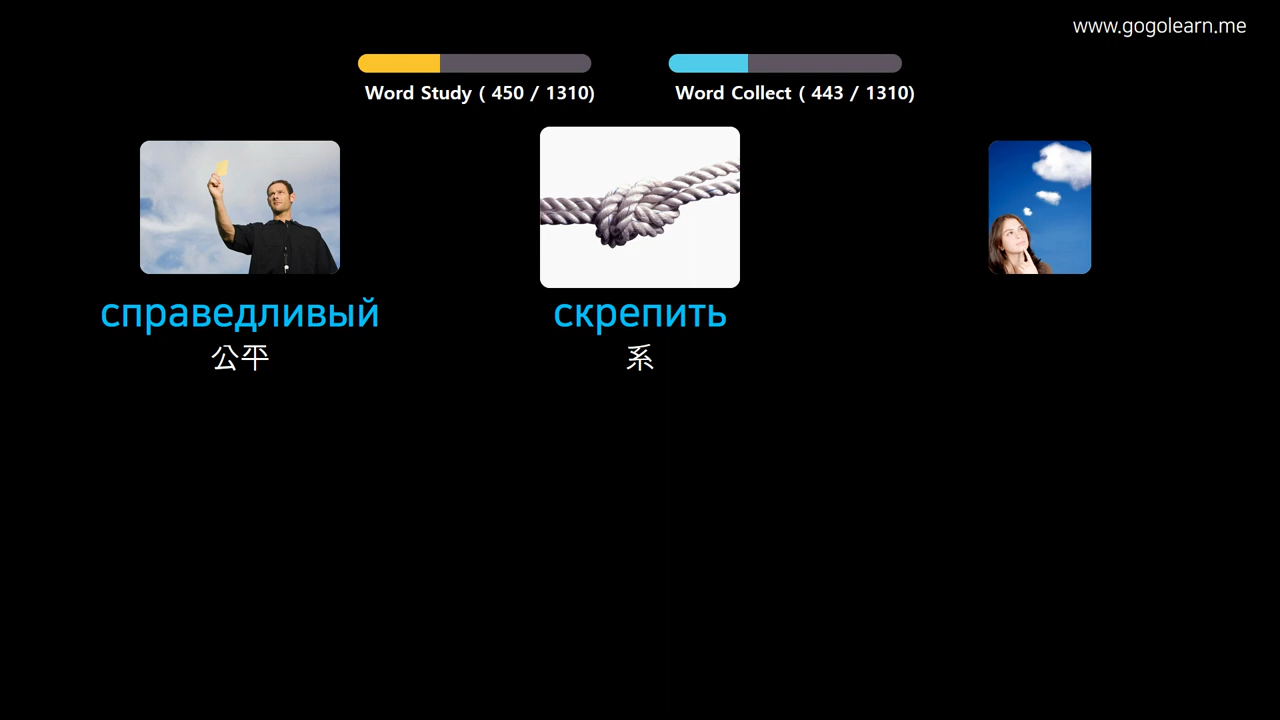 www.gogolearn.me
Word Study ( 450 / 1310)
Word Collect ( 443 / 1310)
справедливый
公平
скрепить
系